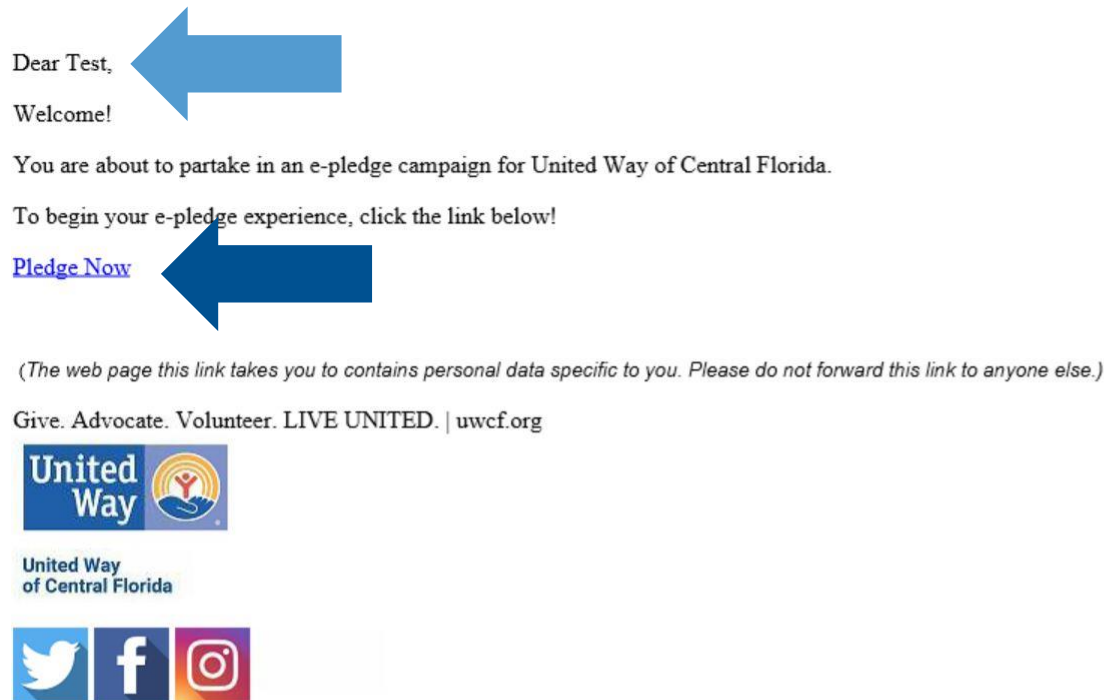 Dear Test,
Welcome!
You are about to partake in an e-pledge campaign for United Way of Central Florida.
To begin your e-pledge experience, click the link below!
Pledge Now
(The web page this link takes you to contains personal data specific to you. Please do not forward this link to anyone else.)
Give. Advocate. Volunteer. LIVE UNITED. | uwcf.org
United
Way
®
United Way
of Central Florida